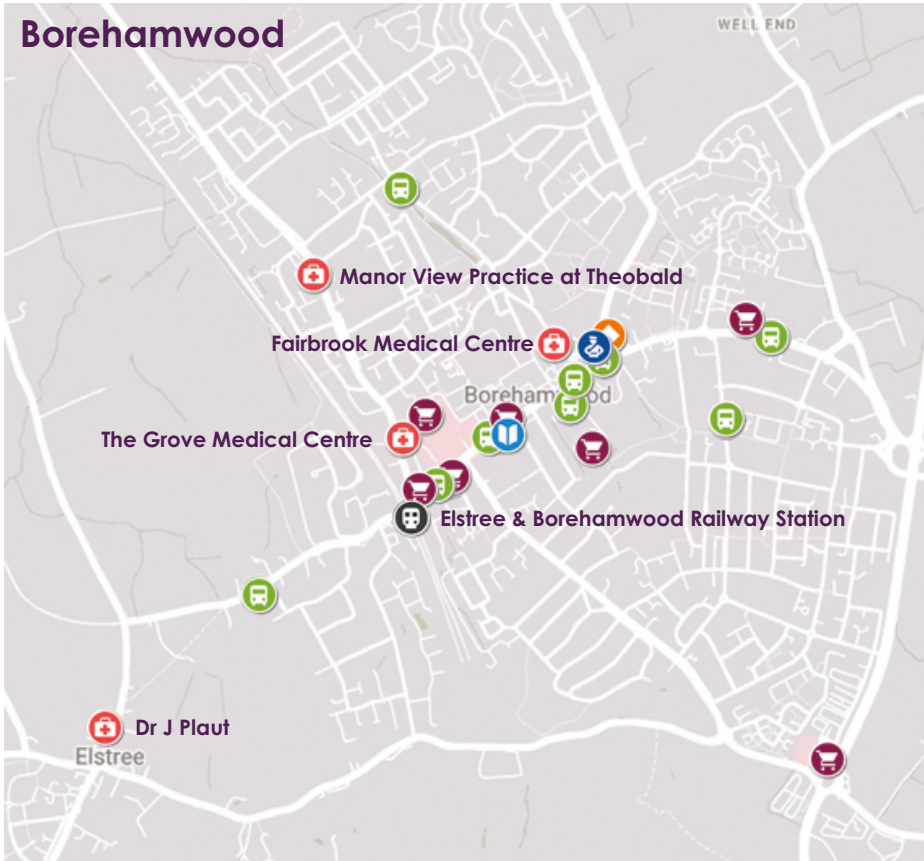 Borehamwood
WELL END
Manor View Practice at Theobald
Fairbrook Medical Centre
The Grove Medical Centre
Elstree & Borehamwood Railway Station
Dr J Plaut
Elstree